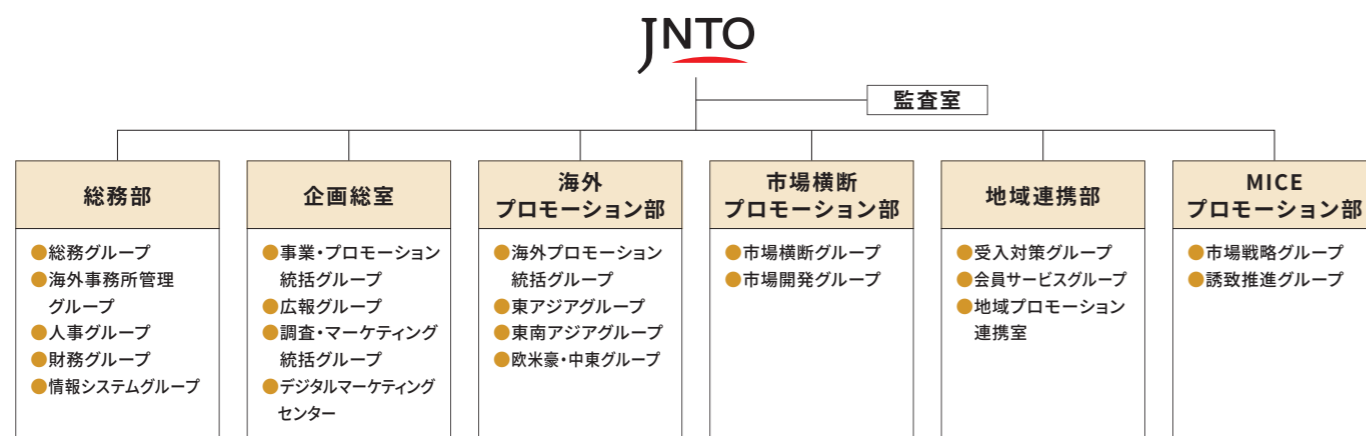 JNTO
監査室
総務部
●総務グループ
●海外事務所管理
グループ
●人事グループ
●財務グループ
●情報システムグループ
企画総室
●事業・プロモーション
統括グループ
●広報グループ
●調査・マーケティング
統括グループ
●デジタルマーケティング
センター
海外
プロモーション部
●海外プロモーション
統括グループ
●東アジアグループ
●東南アジアグループ
●欧米豪・中東グループ
市場横断
プロモーション部
●市場横断グループ
●市場開発グループ
地域連携部
●受入対策グループ
●会員サービスグループ
●地域プロモーション
連携室
MICE
プロモーション部
●市場戦略グループ
●誘致推進グループ